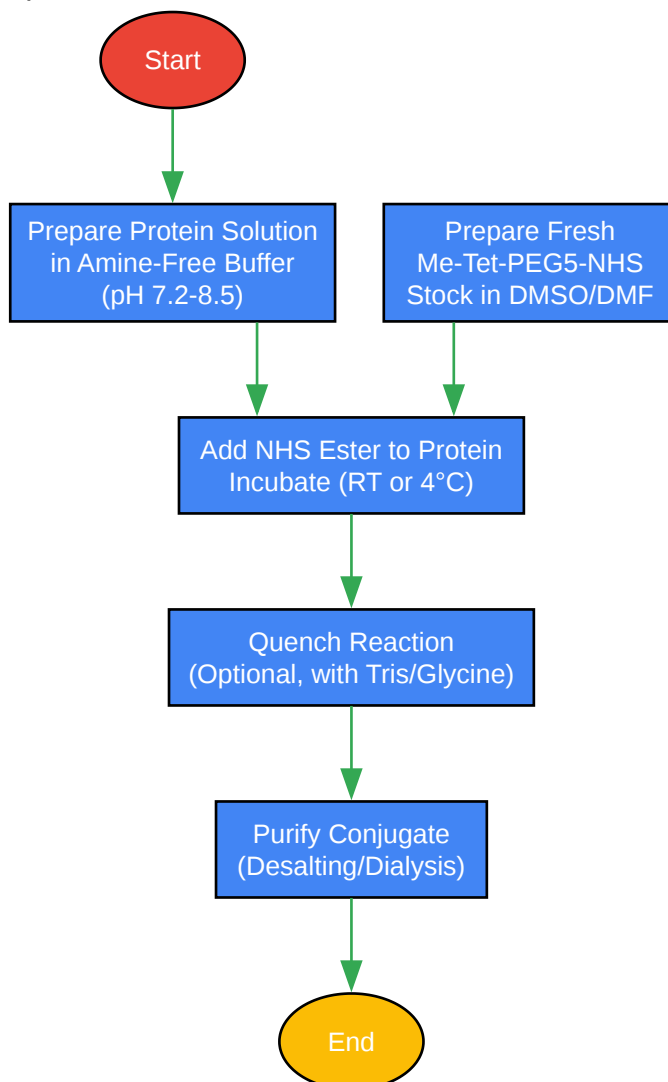 Start
Prepare Protein Solution
in Amine-Free Buffer
(pH 7.2-8.5)
Prepare Fresh
Me-Tet-PEG5-NHS
Stock in DMSO/DMF
Add NHS Ester to Protein
Incubate (RT or 4°C)
Quench Reaction
(Optional, with Tris/Glycine)
Purify Conjugate
(Desalting/Dialysis)
End